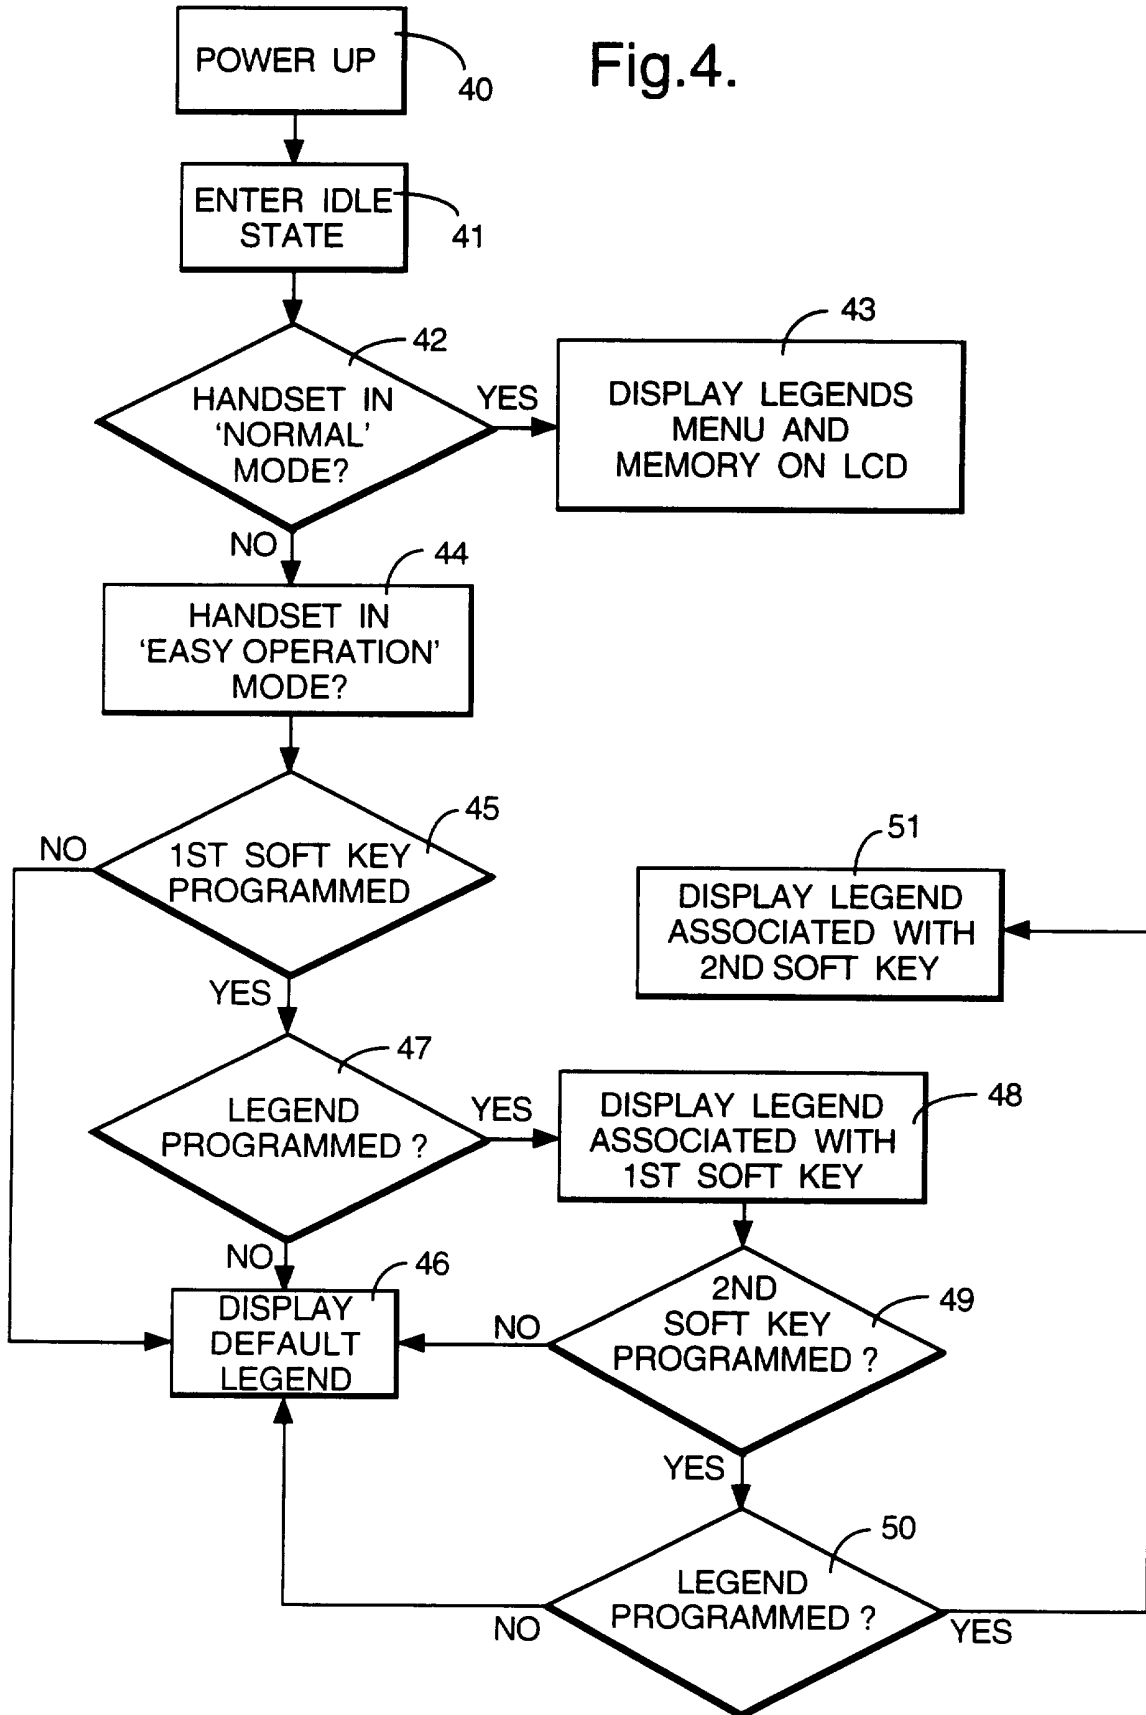 POWER UP
40
Fig.4.
ENTER IDLE
STATE
41
42
HANDSET IN
‘NORMAL’
MODE?
YES
43
DISPLAY LEGENDS
MENU AND
MEMORY ON LCD
NO
44
HANDSET IN
‘EASY OPERATION’
MODE?
45
NO
1ST SOFT KEY
PROGRAMMED
51
DISPLAY LEGEND
ASSOCIATED WITH
2ND SOFT KEY
YES
47
LEGEND
PROGRAMMED ?
YES
48
DISPLAY LEGEND
ASSOCIATED WITH
1ST SOFT KEY
NO
46
DISPLAY
DEFAULT
LEGEND
NO
2ND
SOFT KEY
PROGRAMMED ?
49
YES
50
LEGEND
PROGRAMMED ?
NO
YES